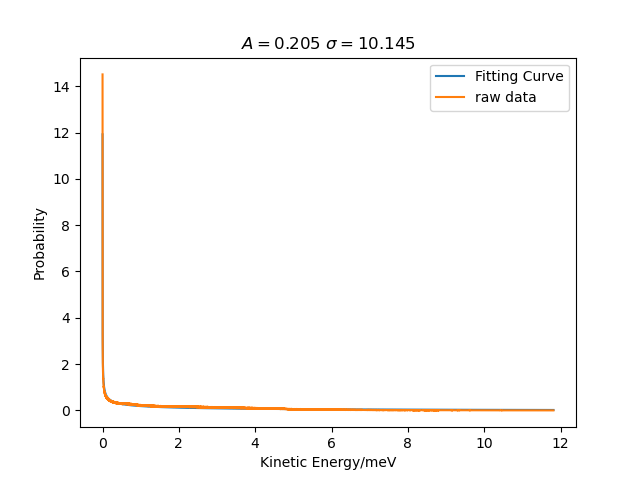 A = 0.205 σ = 10.145
Fitting Curve
raw data
14
12
10
8
6
4
2
0
Probability
0 2 4 6 8 10 12
Kinetic Energy/meV